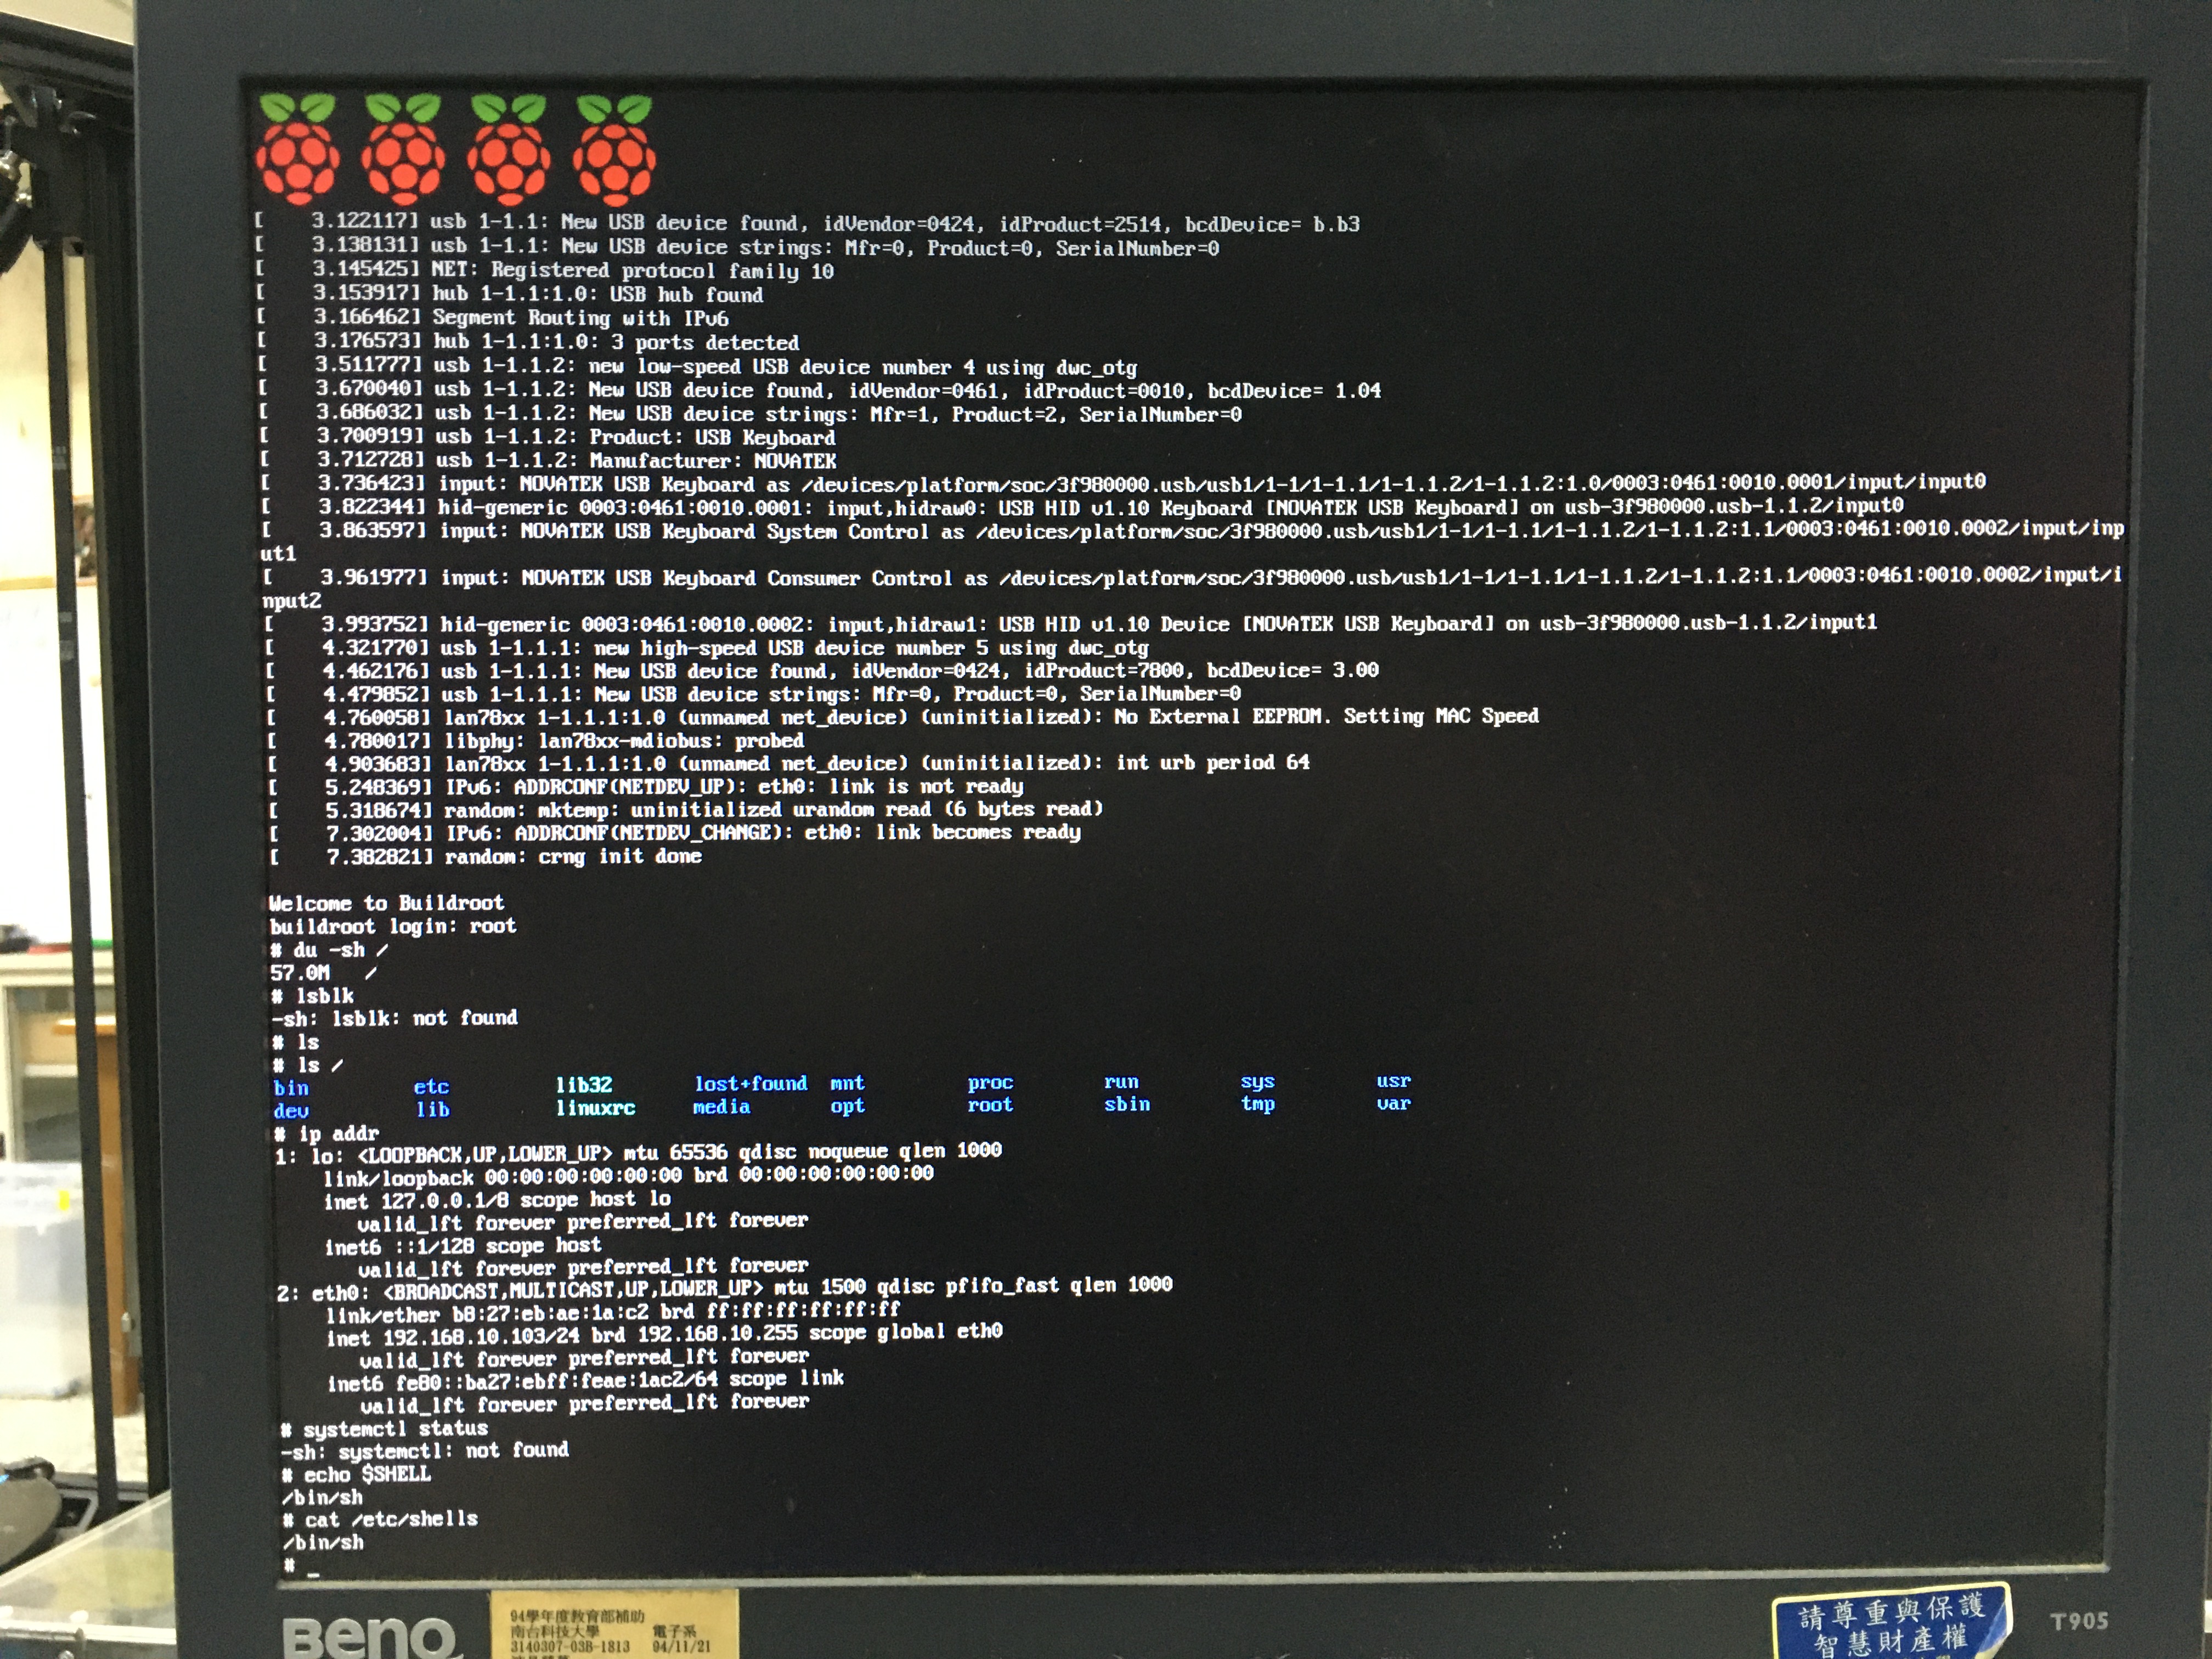 [    3.122117] usb 1-1.1: New USB device found, idVendor=0424, idProduct=2514, bcdDevice= b.b3
[    3.138131] usb 1-1.1: New USB device strings: Mfr=0, Product=0, SerialNumber=0
[    3.145425] NET: Registered protocol family 10
[    3.153917] hub 1-1.1:1.0: USB hub found
[    3.166462] Segment Routing with IPv6
[    3.176573] hub 1-1.1:1.0: 3 ports detected
[    3.511777] usb 1-1.1.2: new low-speed USB device number 4 using dwc_otg
[    3.670040] usb 1-1.1.2: New USB device found, idVendor=0461, idProduct=0010, bcdDevice= 1.04
[    3.686032] usb 1-1.1.2: New USB device strings: Mfr=1, Product=2, SerialNumber=0
[    3.700919] usb 1-1.1.2: Product: USB Keyboard
[    3.712728] usb 1-1.1.2: Manufacturer: NOVATEK
[    3.736423] input: NOVATEK USB Keyboard as /devices/platform/soc/3f980000.usb/usb1/1-1/1-1.1/1-1.1.2/1-1.1.2:1.0/0003:0461:0010.0001/input/input0
[    3.822344] hid-generic 0003:0461:0010.0001: input,hidraw0: USB HID v1.10 Keyboard [NOVATEK USB Keyboard] on usb-3f980000.usb-1.1.2/input0
[    3.863597] input: NOVATEK USB Keyboard System Control as /devices/platform/soc/3f980000.usb/usb1/1-1/1-1.1/1-1.1.2/1-1.1.2:1.1/0003:0461:0010.0002/input/inp
ut1
[    3.961977] input: NOVATEK USB Keyboard Consumer Control as /devices/platform/soc/3f980000.usb/usb1/1-1/1-1.1/1-1.1.2/1-1.1.2:1.1/0003:0461:0010.0002/input/i
nput2
[    3.993752] hid-generic 0003:0461:0010.0002: input,hidraw1: USB HID v1.10 Device [NOVATEK USB Keyboard] on usb-3f980000.usb-1.1.2/input1
[    4.321770] usb 1-1.1.1: new high-speed USB device number 5 using dwc_otg
[    4.462176] usb 1-1.1.1: New USB device found, idVendor=0424, idProduct=7800, bcdDevice= 3.00
[    4.479852] usb 1-1.1.1: New USB device strings: Mfr=0, Product=0, SerialNumber=0
[    4.760058] lan78xx 1-1.1.1:1.0 (unnamed net_device) (uninitialized): No External EEPROM. Setting MAC Speed
[    4.780017] libphy: lan78xx-mdiobus: probed
[    4.903683] lan78xx 1-1.1.1:1.0 (unnamed net_device) (uninitialized): int urb period 64
[    5.248369] IPv6: ADDRCONF(NETDEV_UP): eth0: link is not ready
[    5.318674] random: mktemp: uninitialized urandom read (6 bytes read)
[    7.302004] IPv6: ADDRCONF(NETDEV_CHANGE): eth0: link becomes ready
[    7.382821] random: crng init done
Welcome to Buildroot
buildroot login: root
# du -sh /
57.0M   /
# lsblk
-sh: lsblk: not found
# ls
# ls /
bin         etc         lib32       lost+found  mnt         proc        run         sys         usr
dev         lib         linuxrc     media       opt         root        sbin        tmp         var
# ip addr
1: lo: <LOOPBACK,UP,LOWER_UP> mtu 65536 qdisc noqueue qlen 1000
    link/loopback 00:00:00:00:00:00 brd 00:00:00:00:00:00
    inet 127.0.0.1/8 scope host lo
       valid_lft forever preferred_lft forever
    inet6 ::1/128 scope host
       valid_lft forever preferred_lft forever
2: eth0: <BROADCAST,MULTICAST,UP,LOWER_UP> mtu 1500 qdisc pfifo_fast qlen 1000
    link/ether b8:27:eb:ae:1a:c2 brd ff:ff:ff:ff:ff:ff
    inet 192.168.10.103/24 brd 192.168.10.255 scope global eth0
       valid_lft forever preferred_lft forever
    inet6 fe80::ba27:ebff:feae:1ac2/64 scope link
       valid_lft forever preferred_lft forever
# systemctl status
-sh: systemctl: not found
# echo $SHELL
/bin/sh
# cat /etc/shells
/bin/sh
# _
BenQ
94學年度教育部補助
南台科技大學 電子系
3140307-03B-1813 94/11/21
請尊重與保護
智慧財產權
T905